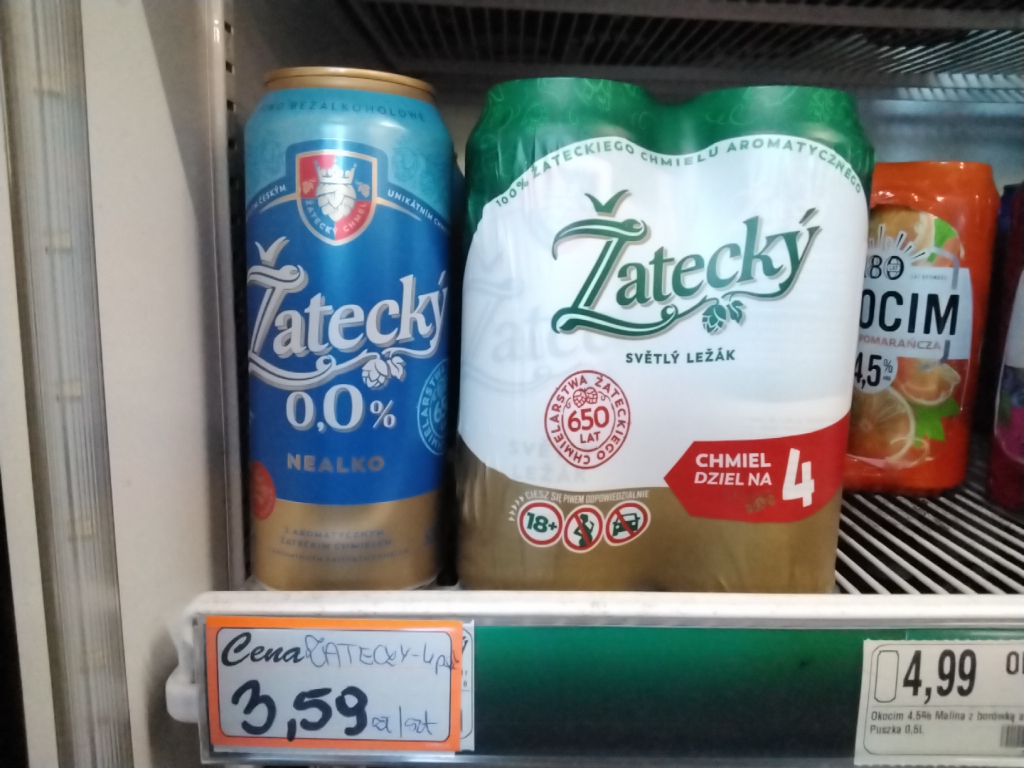 BEZALKOHOLOWE
ŽATECKÝ CHMEL
Žatecký
0,0%
NEALKO
100% ŻATECKIEGO CHMIELU AROMATYCZNEGO
Žatecký
SVĚTLÝ LEŽÁK
CHMIELARSTWA ŻATECKIEGO
650
LAT
CHMIEL
DZIEL NA
4
CIESZ SIĘ PIWEM ODPOWIEDZIALNIE
18+
OCIM
POMARAŃCZA
4,5%
Cena ŽATECKY-4pak
3,59 zł/szt
4,99
Okocim 4,5% Malina z borówką
Puszka 0,5L